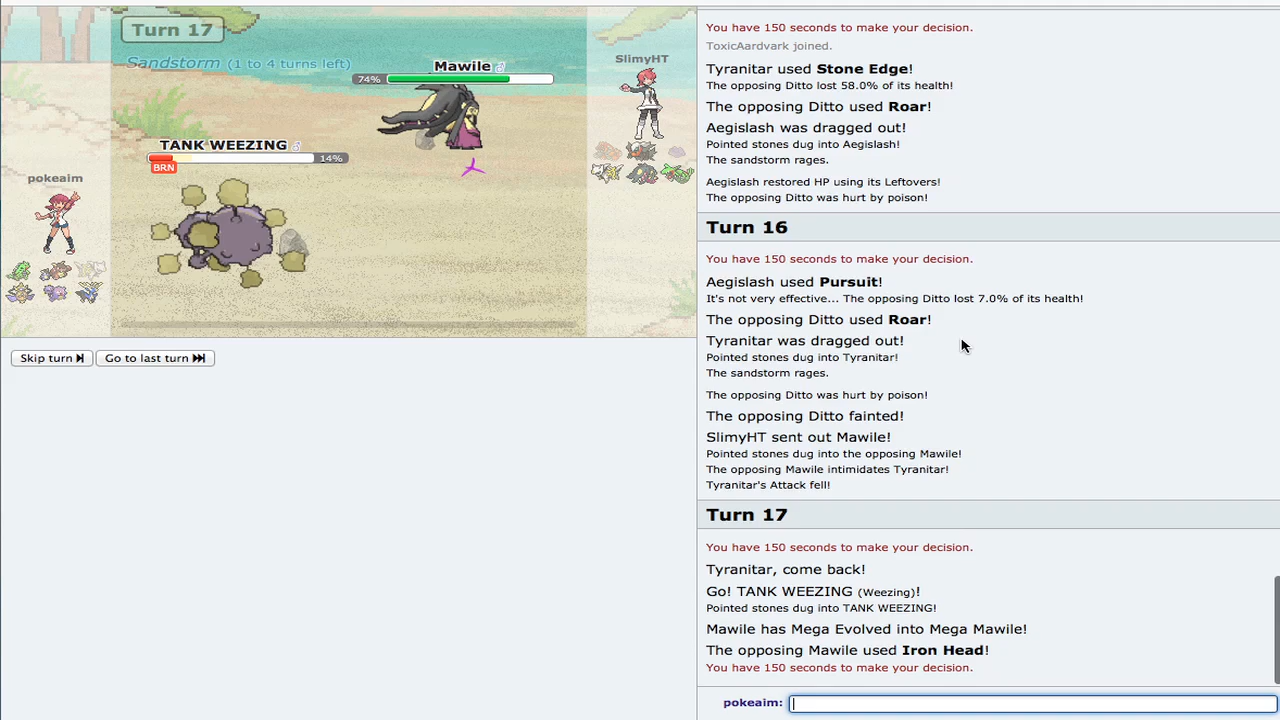 Turn 17
Sandstorm (1 to 4 turns left)
Mawile
74%
SlimyHT
TANK WEEZING
14%
BRN
pokeaim
Skip turn
Go to last turn
You have 150 seconds to make your decision.
ToxicAardvark joined.
Tyranitar used Stone Edge!
The opposing Ditto lost 58.0% of its health!
The opposing Ditto used Roar!
Aegislash was dragged out!
Pointed stones dug into Aegislash!
The sandstorm rages.
Aegislash restored HP using its Leftovers!
The opposing Ditto was hurt by poison!
Turn 16
You have 150 seconds to make your decision.
Aegislash used Pursuit!
It's not very effective... The opposing Ditto lost 7.0% of its health!
The opposing Ditto used Roar!
Tyranitar was dragged out!
Pointed stones dug into Tyranitar!
The sandstorm rages.
The opposing Ditto was hurt by poison!
The opposing Ditto fainted!
SlimyHT sent out Mawile!
Pointed stones dug into the opposing Mawile!
The opposing Mawile intimidates Tyranitar!
Tyranitar's Attack fell!
Turn 17
You have 150 seconds to make your decision.
Tyranitar, come back!
Go! TANK WEEZING (Weezing)!
Pointed stones dug into TANK WEEZING!
Mawile has Mega Evolved into Mega Mawile!
The opposing Mawile used Iron Head!
You have 150 seconds to make your decision.
pokeaim: